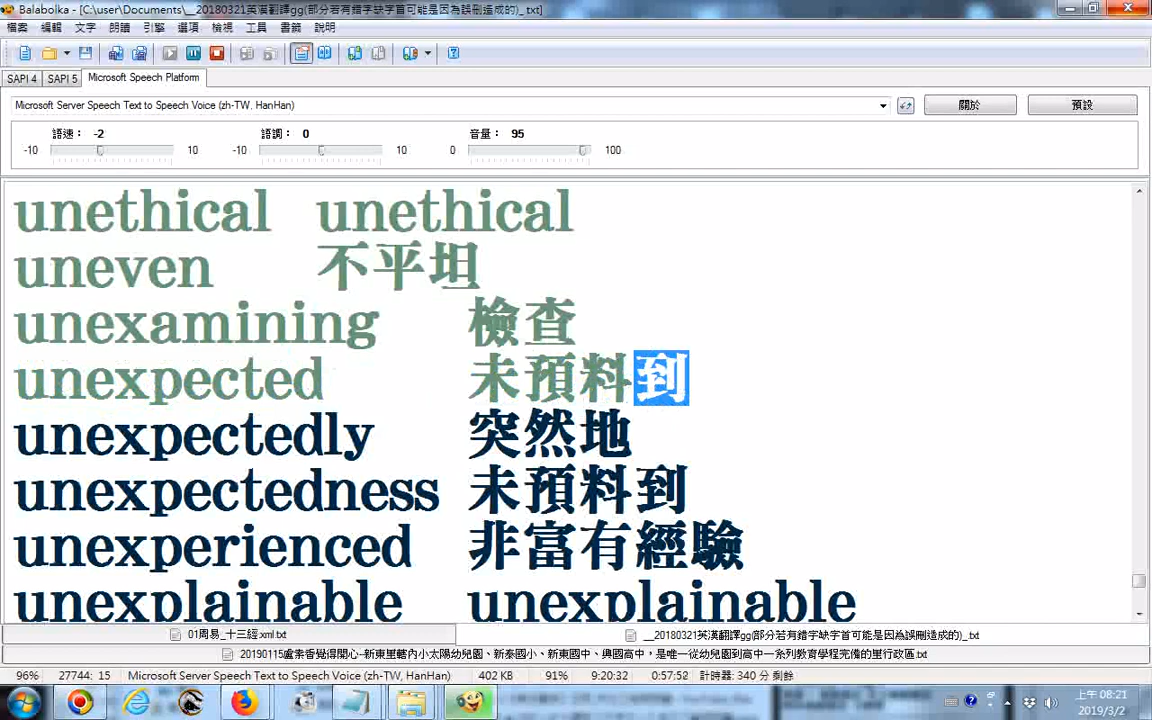 Balabolka - [C:\user\Documents\__20180321英漢翻譯gg(部分若有錯字缺字首可能是因為誤刪造成的)_.txt]
檔案 編輯 文字 朗讀 引擎 選項 檢視 工具 書籤 說明
SAPI 4 SAPI 5 Microsoft Speech Platform
Microsoft Server Speech Text to Speech Voice (zh-TW, HanHan) 關於 預設
語速： -2 語調： 0 音量： 95
-10 10 -10 10 0 100
unethical unethical
uneven 不平坦
unexamining 檢查
unexpected 未預料到
unexpectedly 突然地
unexpectedness 未預料到
unexperienced 非富有經驗
unexplainable unexplainable
01周易_十三經.xml.txt __20180321英漢翻譯gg(部分若有錯字缺字首可能是因為誤刪造成的)_.txt
20190115盧素香覺得開心-新東里轄內小太陽幼兒園、新泰國小、新東國中、興國高中，是唯一從幼兒園到高中一系列教育學程完備的里行政區.txt
96% 27744: 15 Microsoft Server Speech Text to Speech Voice (zh-TW, HanHan) 402 KB 91% 9:20:32 0:57:52 計時器: 340 分 剩餘
上午 08:21
2019/3/2